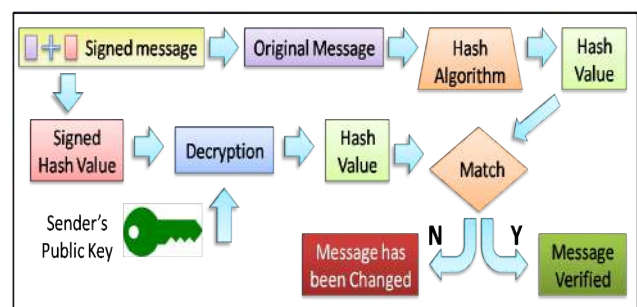 Signed message
Original Message
Hash
Algorithm
Hash
Value
Signed
Hash Value
Decryption
Hash
Value
Match
Sender's
Public Key
N
Y
Message has
been Changed
Message
Verified